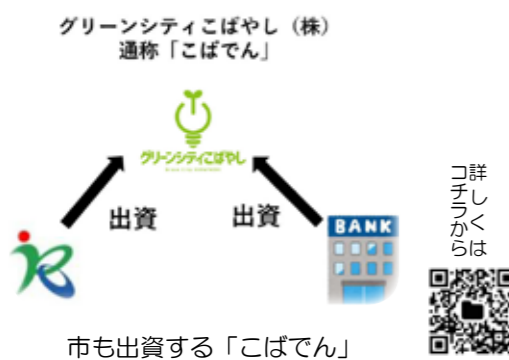 グリーンシティこばやし（株）
通称「こばでん」
グリーンシティこばやし
出資
出資
BANK
詳しくは
コチラから
市も出資する「こばでん」